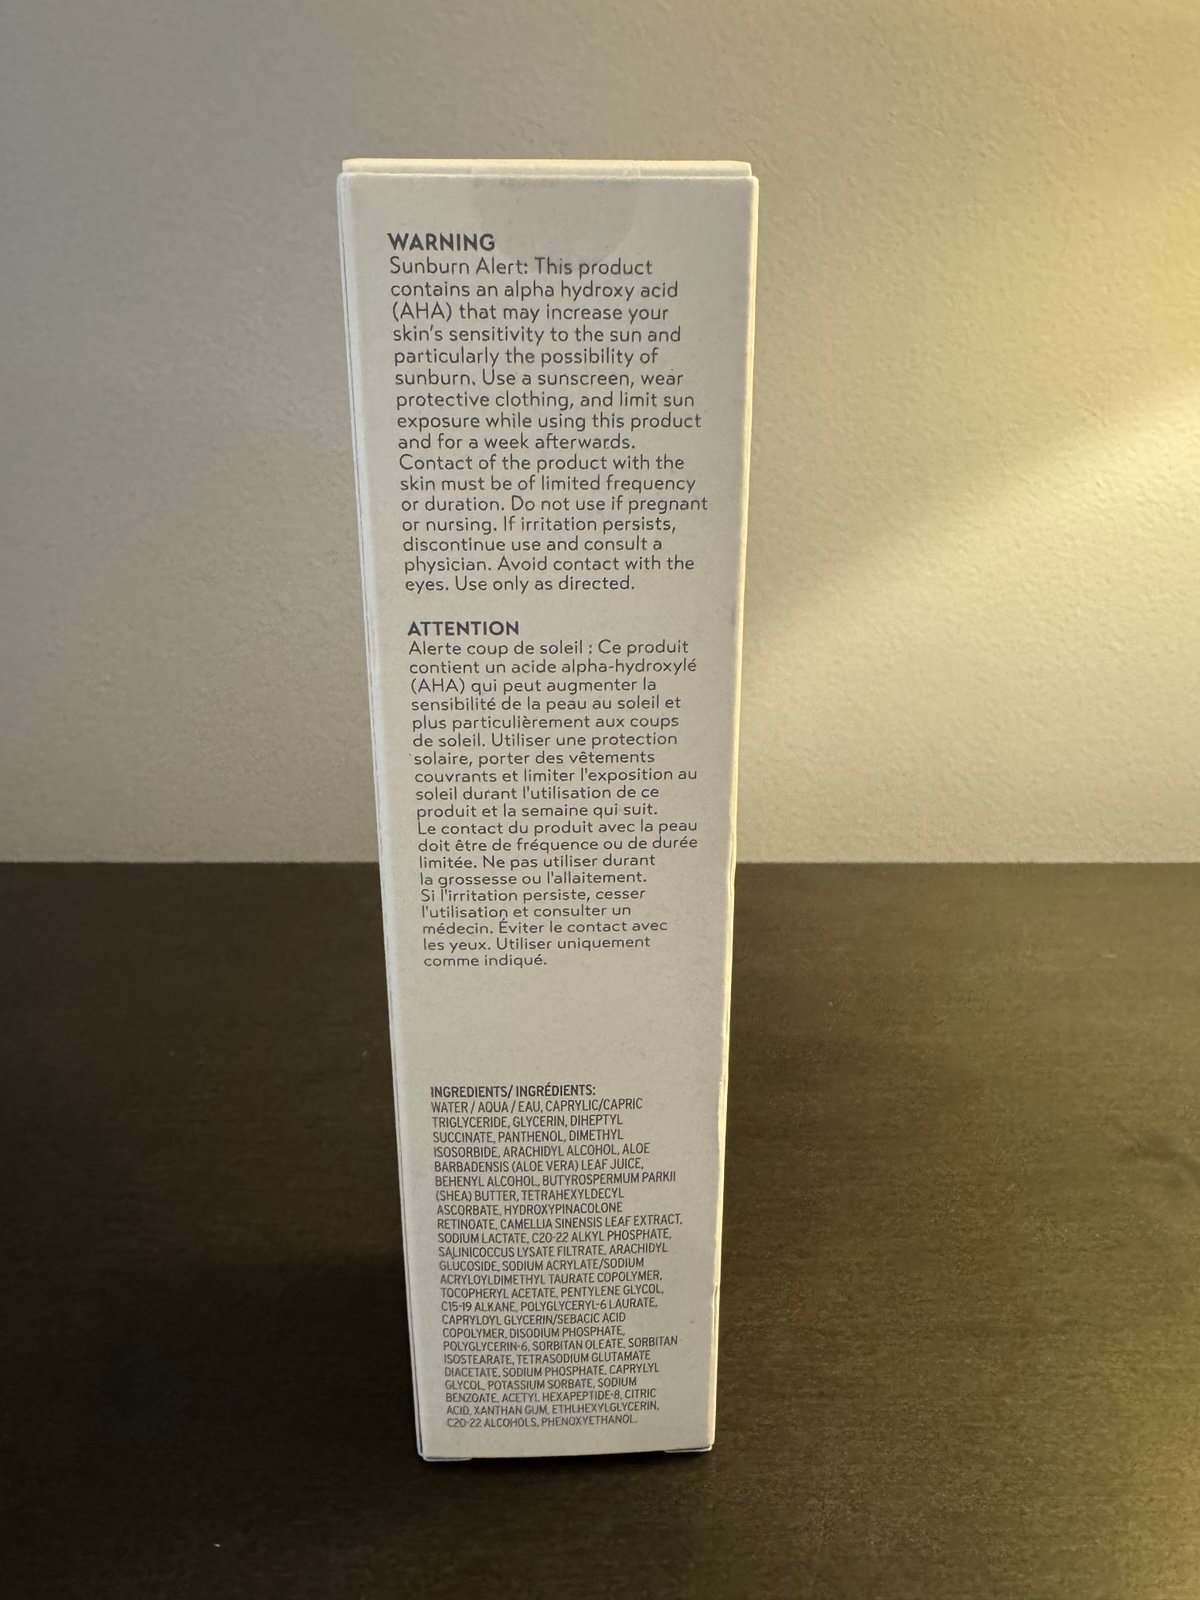 WARNING
Sunburn Alert: This product
contains an alpha hydroxy acid
(AHA) that may increase your
skin's sensitivity to the sun and
particularly the possibility of
sunburn. Use a sunscreen, wear
protective clothing, and limit sun
exposure while using this product
and for a week afterwards.
Contact of the product with the
skin must be of limited frequency
or duration. Do not use if pregnant
or nursing. If irritation persists,
discontinue use and consult a
physician. Avoid contact with the
eyes. Use only as directed.
ATTENTION
Alerte coup de soleil : Ce produit
contient un acide alpha-hydroxylé
(AHA) qui peut augmenter la
sensibilité de la peau au soleil et
plus particulièrement aux coups
de soleil. Utiliser une protection
solaire, porter des vêtements
couvrants et limiter l'exposition au
soleil durant l'utilisation de ce
produit et la semaine qui suit.
Le contact du produit avec la peau
doit être de fréquence ou de durée
limitée. Ne pas utiliser durant
la grossesse ou l'allaitement.
Si l'irritation persiste, cesser
l'utilisation et consulter un
médecin. Éviter le contact avec
les yeux. Utiliser uniquement
comme indiqué.
INGREDIENTS/ INGRÉDIENTS:
WATER / AQUA / EAU, CAPRYLIC/CAPRIC
TRIGLYCERIDE, GLYCERIN, DIHEPTYL
SUCCINATE, PANTHENOL, DIMETHYL
ISOSORBIDE, ARACHIDYL ALCOHOL, ALOE
BARBADENSIS (ALOE VERA) LEAF JUICE,
BEHENYL ALCOHOL, BUTYROSPERMUM PARKII
(SHEA) BUTTER, TETRAHEXYLDECYL
ASCORBATE, HYDROXYPINACOLONE
RETINOATE, CAMELLIA SINENSIS LEAF EXTRACT,
SODIUM LACTATE, C20-22 ALKYL PHOSPHATE,
SALINICOCCUS LYSATE FILTRATE, ARACHIDYL
GLUCOSIDE, SODIUM ACRYLATE/SODIUM
ACRYLOYLDIMETHYL TAURATE COPOLYMER,
TOCOPHERYL ACETATE, PENTYLENE GLYCOL,
C15-19 ALKANE, POLYGLYCERYL-6 LAURATE,
CAPRYLOYL GLYCERIN/SEBACIC ACID
COPOLYMER, DISODIUM PHOSPHATE,
POLYGLYCERIN-6, SORBITAN OLEATE, SORBITAN
ISOSTEARATE, TETRASODIUM GLUTAMATE
DIACETATE, SODIUM PHOSPHATE, CAPRYLYL
GLYCOL, POTASSIUM SORBATE, SODIUM
BENZOATE, ACETYL HEXAPEPTIDE-8, CITRIC
ACID, XANTHAN GUM, ETHLHEXYLGLYCERIN,
C20-22 ALCOHOLS, PHENOXYETHANOL.